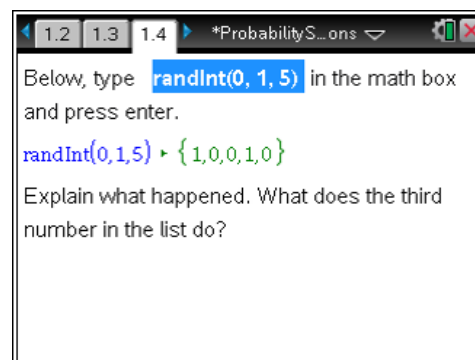 1.2 1.3 1.4 *ProbabilityS...ons
Below, type randInt(0, 1, 5) in the math box
and press enter.
randInt(0,1,5) ▸ {1,0,0,1,0}
Explain what happened. What does the third
number in the list do?